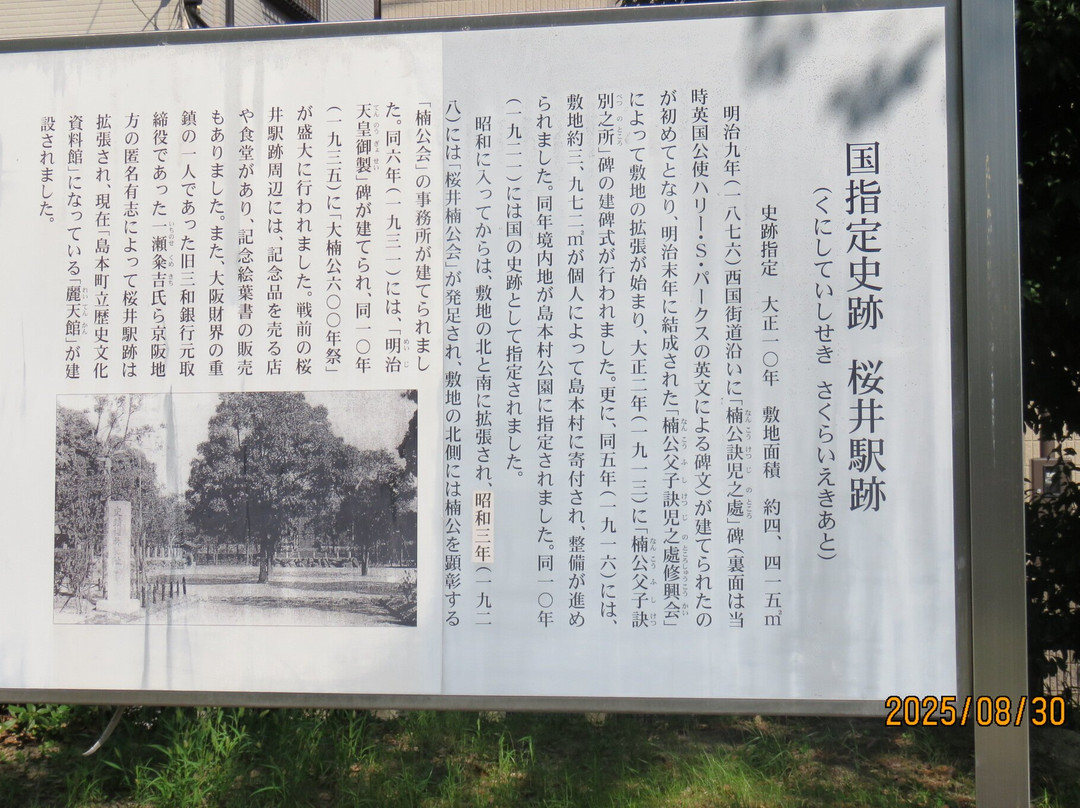 国指定史跡　桜井駅跡
（くにしていしせき　さくらいえきあと）
史跡指定　大正一〇年　敷地面積　約四、四一五㎡
明治九年（一八七六）西国街道沿いに「楠公訣児之處」碑（裏面は当
時英国公使ハリー・S・パークスの英文による碑文）が建てられたの
が初めてとなり、明治末年に結成された「楠公父子訣児之處修興会」
によって敷地の拡張が始まり、大正二年（一九一三）に「楠公父子訣
別之所」碑の建碑式が行われました。更に、同五年（一九一六）には、
敷地約三、九七二㎡が個人によって島本村に寄付され、整備が進め
られました。同年境内地が島本村公園に指定されました。同一〇年
（一九二一）には国の史跡として指定されました。
昭和に入ってからは、敷地の北と南に拡張され、昭和三年（一九二
八）には「桜井楠公会」が発足され、敷地の北側には楠公を顕彰する
「楠公会」の事務所が建てられまし
た。同六年（一九三一）には、「明治
天皇御製」碑が建てられ、同一〇年
（一九三五）に「大楠公六〇〇年祭」
が盛大に行われました。戦前の桜
井駅跡周辺には、記念品を売る店
や食堂があり、記念絵葉書の販売
もありました。また、大阪財界の重
鎮の一人であった旧三和銀行元取
締役であった一瀬粂吉氏ら京阪地
方の匿名有志によって桜井駅跡は
拡張され、現在「島本町立歴史文化
資料館」になっている「麗天館」が建
設されました。
2025/08/30